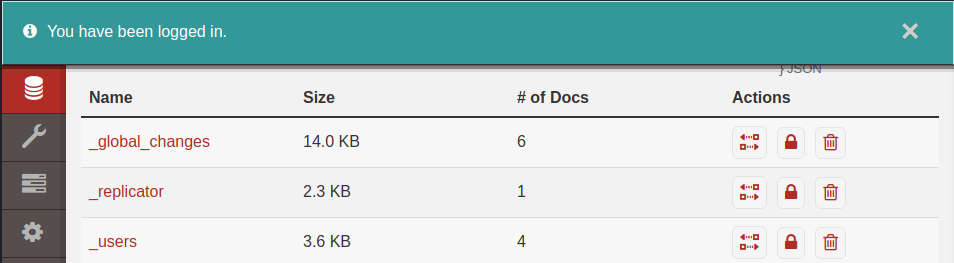 You have been logged in.
} JSON
Name Size # of Docs Actions
_global_changes 14.0 KB 6
_replicator 2.3 KB 1
_users 3.6 KB 4